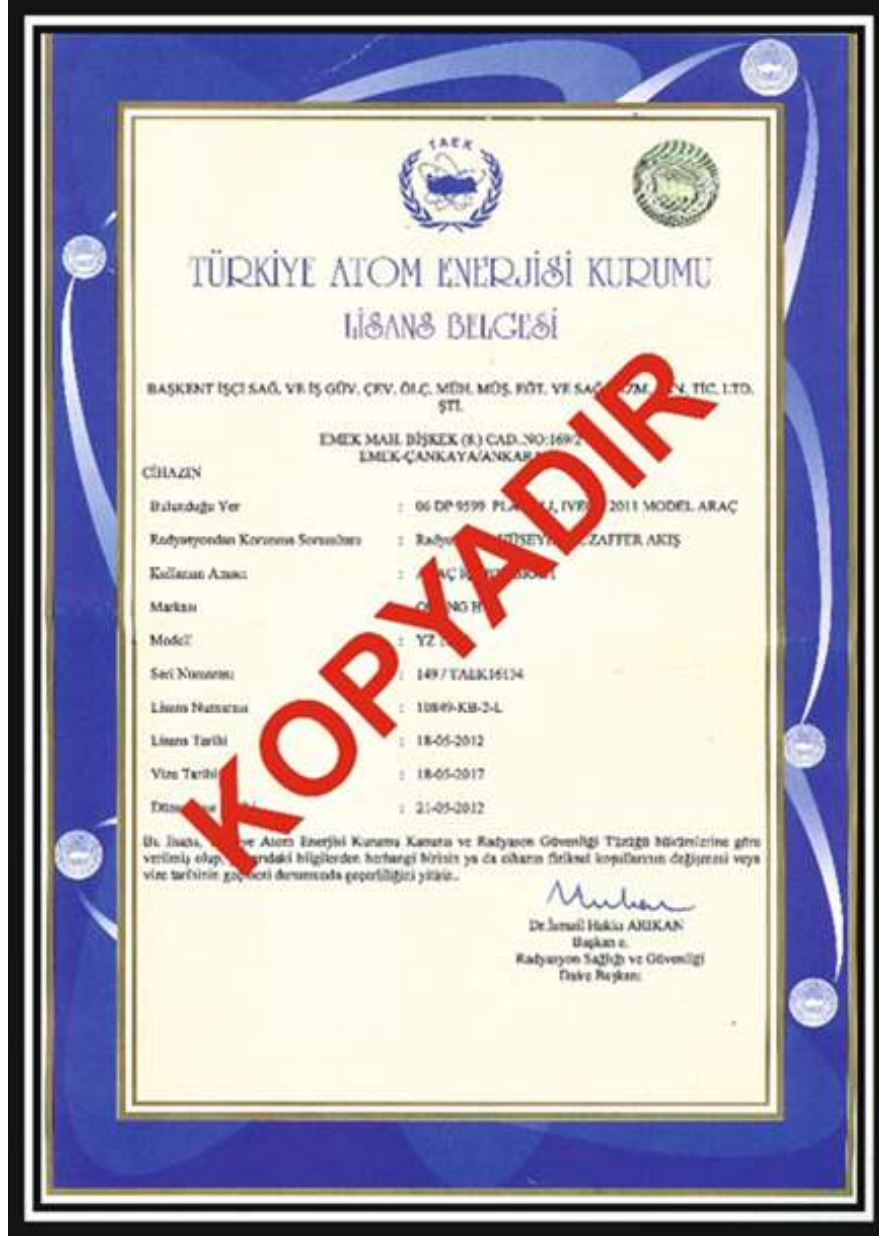 TAEK
TÜRKİYE ATOM ENERJİSİ KURUMU
LİSANS BELGESİ
BAŞKENT İŞÇİ SAĞ. VE İŞ GÜV. ÇEV. ÖLÇ. MÜH. MÜŞ. EĞT. VE SAĞ. TİC. LTD.
ŞTİ.
EMEK MAH. BİŞKEK (8.) CAD. NO:169/2
EMEK-ÇANKAYA/ANKARA
CİHAZIN
Bulunduğu Yer : 06 DP 9599 2011 MODEL ARAÇ
Radyasyondan Korunma Sorumlusu : ZAFFER AKIŞ
Kullanım Amacı :
Markası :
Modeli : YZ
Seri Numarası : 149 / TAEK16134
Lisans Numarası : 10849-KB-2-L
Lisans Tarihi : 18-05-2012
Vize Tarihi : 18-05-2017
: 21-05-2012
Bu lisans, Atom Enerjisi Kurumu Kanunu ve Radyasyon Güvenliği Tüzüğü hükümlerine göre
verilmiş olup, bilgilerden herhangi birinin ya da cihazın fiziksel koşullarının değişmesi veya
vize tarihinin geçmesi durumunda geçerliliğini yitirir..
Dr. İsmail Hakkı ARIKAN
Başkan a.
Radyasyon Sağlığı ve Güvenliği
Daire Başkanı
KOPYADIR